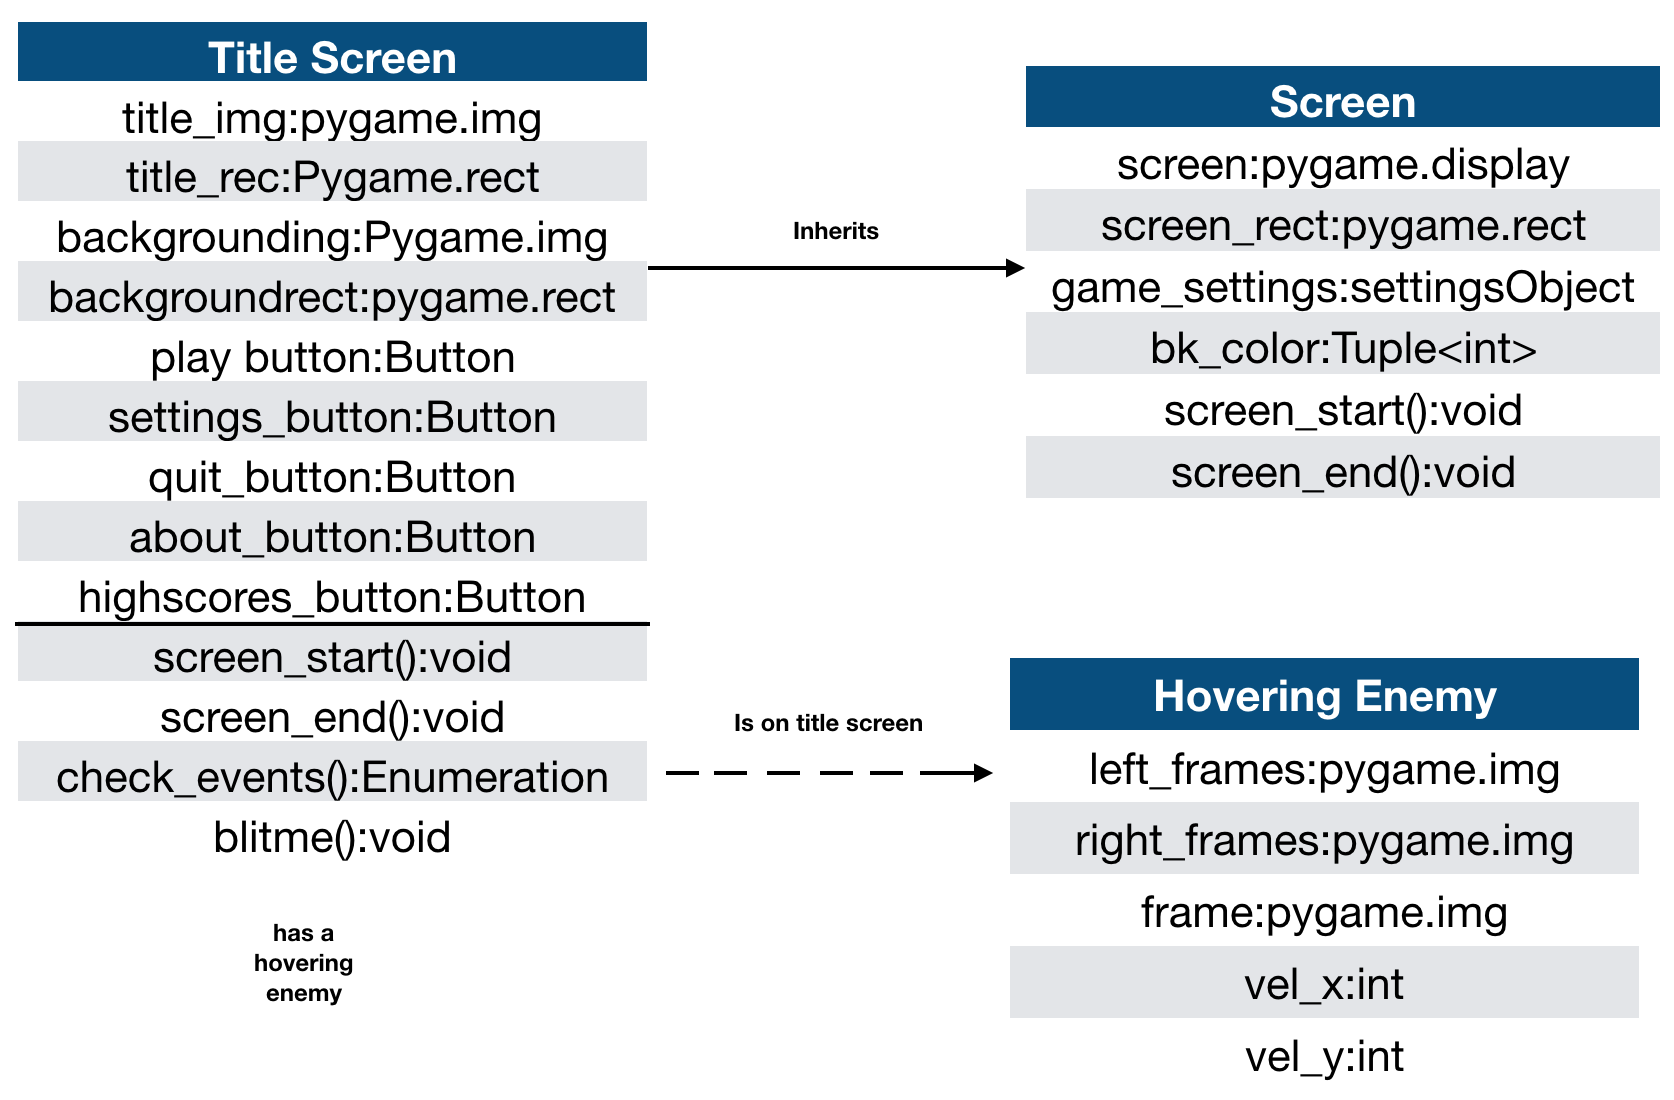 Title Screen
title_img:pygame.img
title_rec:Pygame.rect
backgrounding:Pygame.img
backgroundrect:pygame.rect
play button:Button
settings_button:Button
quit_button:Button
about_button:Button
highscores_button:Button
screen_start():void
screen_end():void
check_events():Enumeration
blitme():void
has a
hovering
enemy
Inherits
Screen
screen:pygame.display
screen_rect:pygame.rect
game_settings:settingsObject
bk_color:Tuple<int>
screen_start():void
screen_end():void
Is on title screen
Hovering Enemy
left_frames:pygame.img
right_frames:pygame.img
frame:pygame.img
vel_x:int
vel_y:int